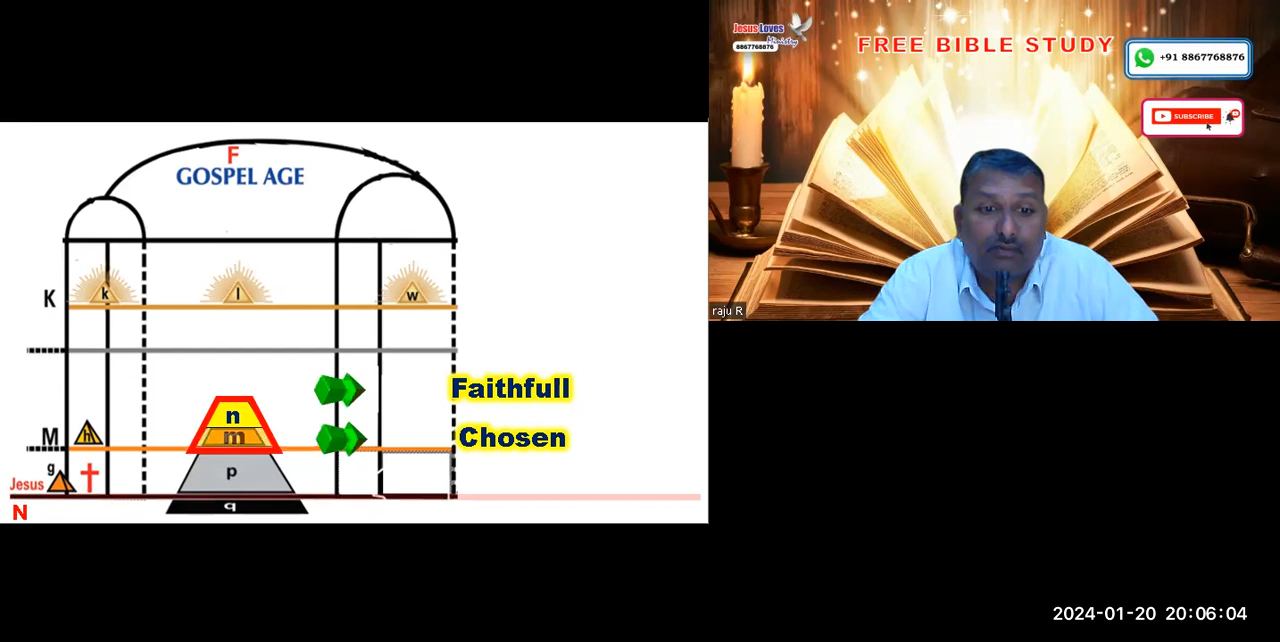 F
GOSPEL AGE
K
k
l
w
Faithfull
n
Chosen
m
M
h
g
p
Jesus
q
N
Jesus Loves
Ministry
8867768876
FREE BIBLE STUDY
+91 8867768876
SUBSCRIBE
raju R
2024-01-20 20:06:04